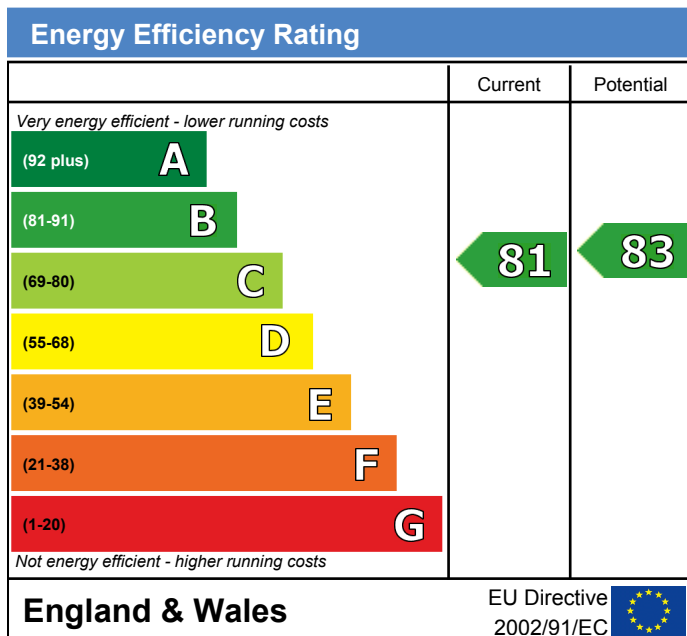 Energy Efficiency Rating
Current Potential
Very energy efficient - lower running costs
(92 plus) A
(81-91) B
(69-80) C
81 83
(55-68) D
(39-54) E
(21-38) F
(1-20) G
Not energy efficient - higher running costs
England & Wales
EU Directive
2002/91/EC